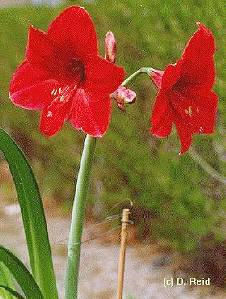 (c) D. Reid